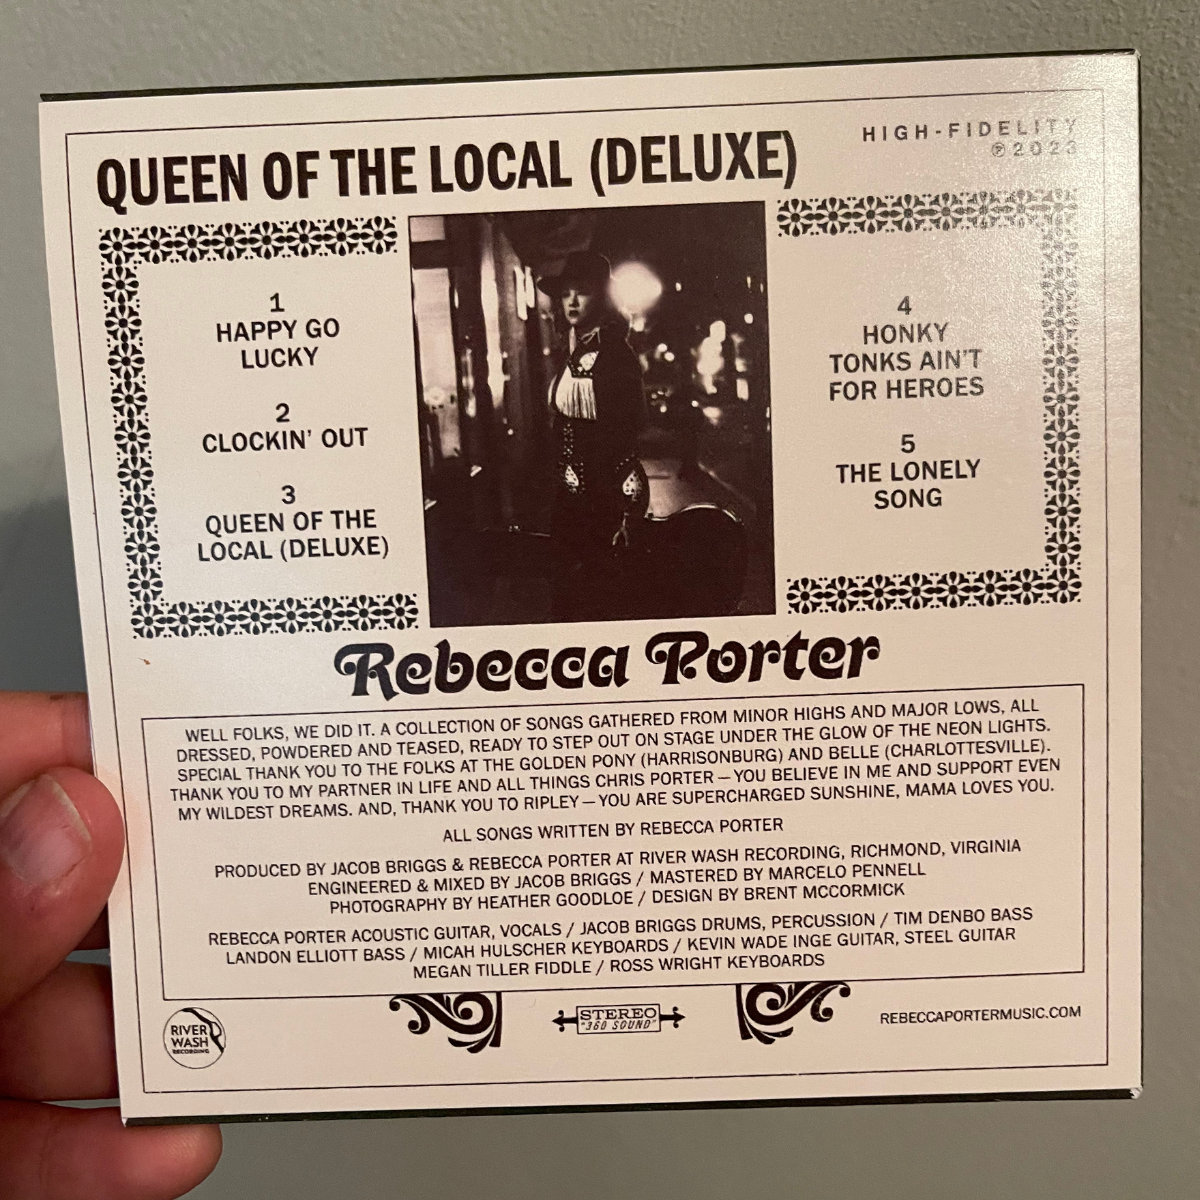 QUEEN OF THE LOCAL (DELUXE)
HIGH-FIDELITY
℗2023
1
HAPPY GO
LUCKY
2
CLOCKIN' OUT
3
QUEEN OF THE
LOCAL (DELUXE)
4
HONKY
TONKS AIN'T
FOR HEROES
5
THE LONELY
SONG
Rebecca Porter
WELL FOLKS, WE DID IT. A COLLECTION OF SONGS GATHERED FROM MINOR HIGHS AND MAJOR LOWS, ALL
DRESSED, POWDERED AND TEASED, READY TO STEP OUT ON STAGE UNDER THE GLOW OF THE NEON LIGHTS.
SPECIAL THANK YOU TO THE FOLKS AT THE GOLDEN PONY (HARRISONBURG) AND BELLE (CHARLOTTESVILLE).
THANK YOU TO MY PARTNER IN LIFE AND ALL THINGS CHRIS PORTER — YOU BELIEVE IN ME AND SUPPORT EVEN
MY WILDEST DREAMS. AND, THANK YOU TO RIPLEY — YOU ARE SUPERCHARGED SUNSHINE, MAMA LOVES YOU.
ALL SONGS WRITTEN BY REBECCA PORTER
PRODUCED BY JACOB BRIGGS & REBECCA PORTER AT RIVER WASH RECORDING, RICHMOND, VIRGINIA
ENGINEERED & MIXED BY JACOB BRIGGS / MASTERED BY MARCELO PENNELL
PHOTOGRAPHY BY HEATHER GOODLOE / DESIGN BY BRENT MCCORMICK
REBECCA PORTER ACOUSTIC GUITAR, VOCALS / JACOB BRIGGS DRUMS, PERCUSSION / TIM DENBO BASS
LANDON ELLIOTT BASS / MICAH HULSCHER KEYBOARDS / KEVIN WADE INGE GUITAR, STEEL GUITAR
MEGAN TILLER FIDDLE / ROSS WRIGHT KEYBOARDS
RIVER
WASH
RECORDING
STEREO
"360 SOUND"
REBECCAPORTERMUSIC.COM